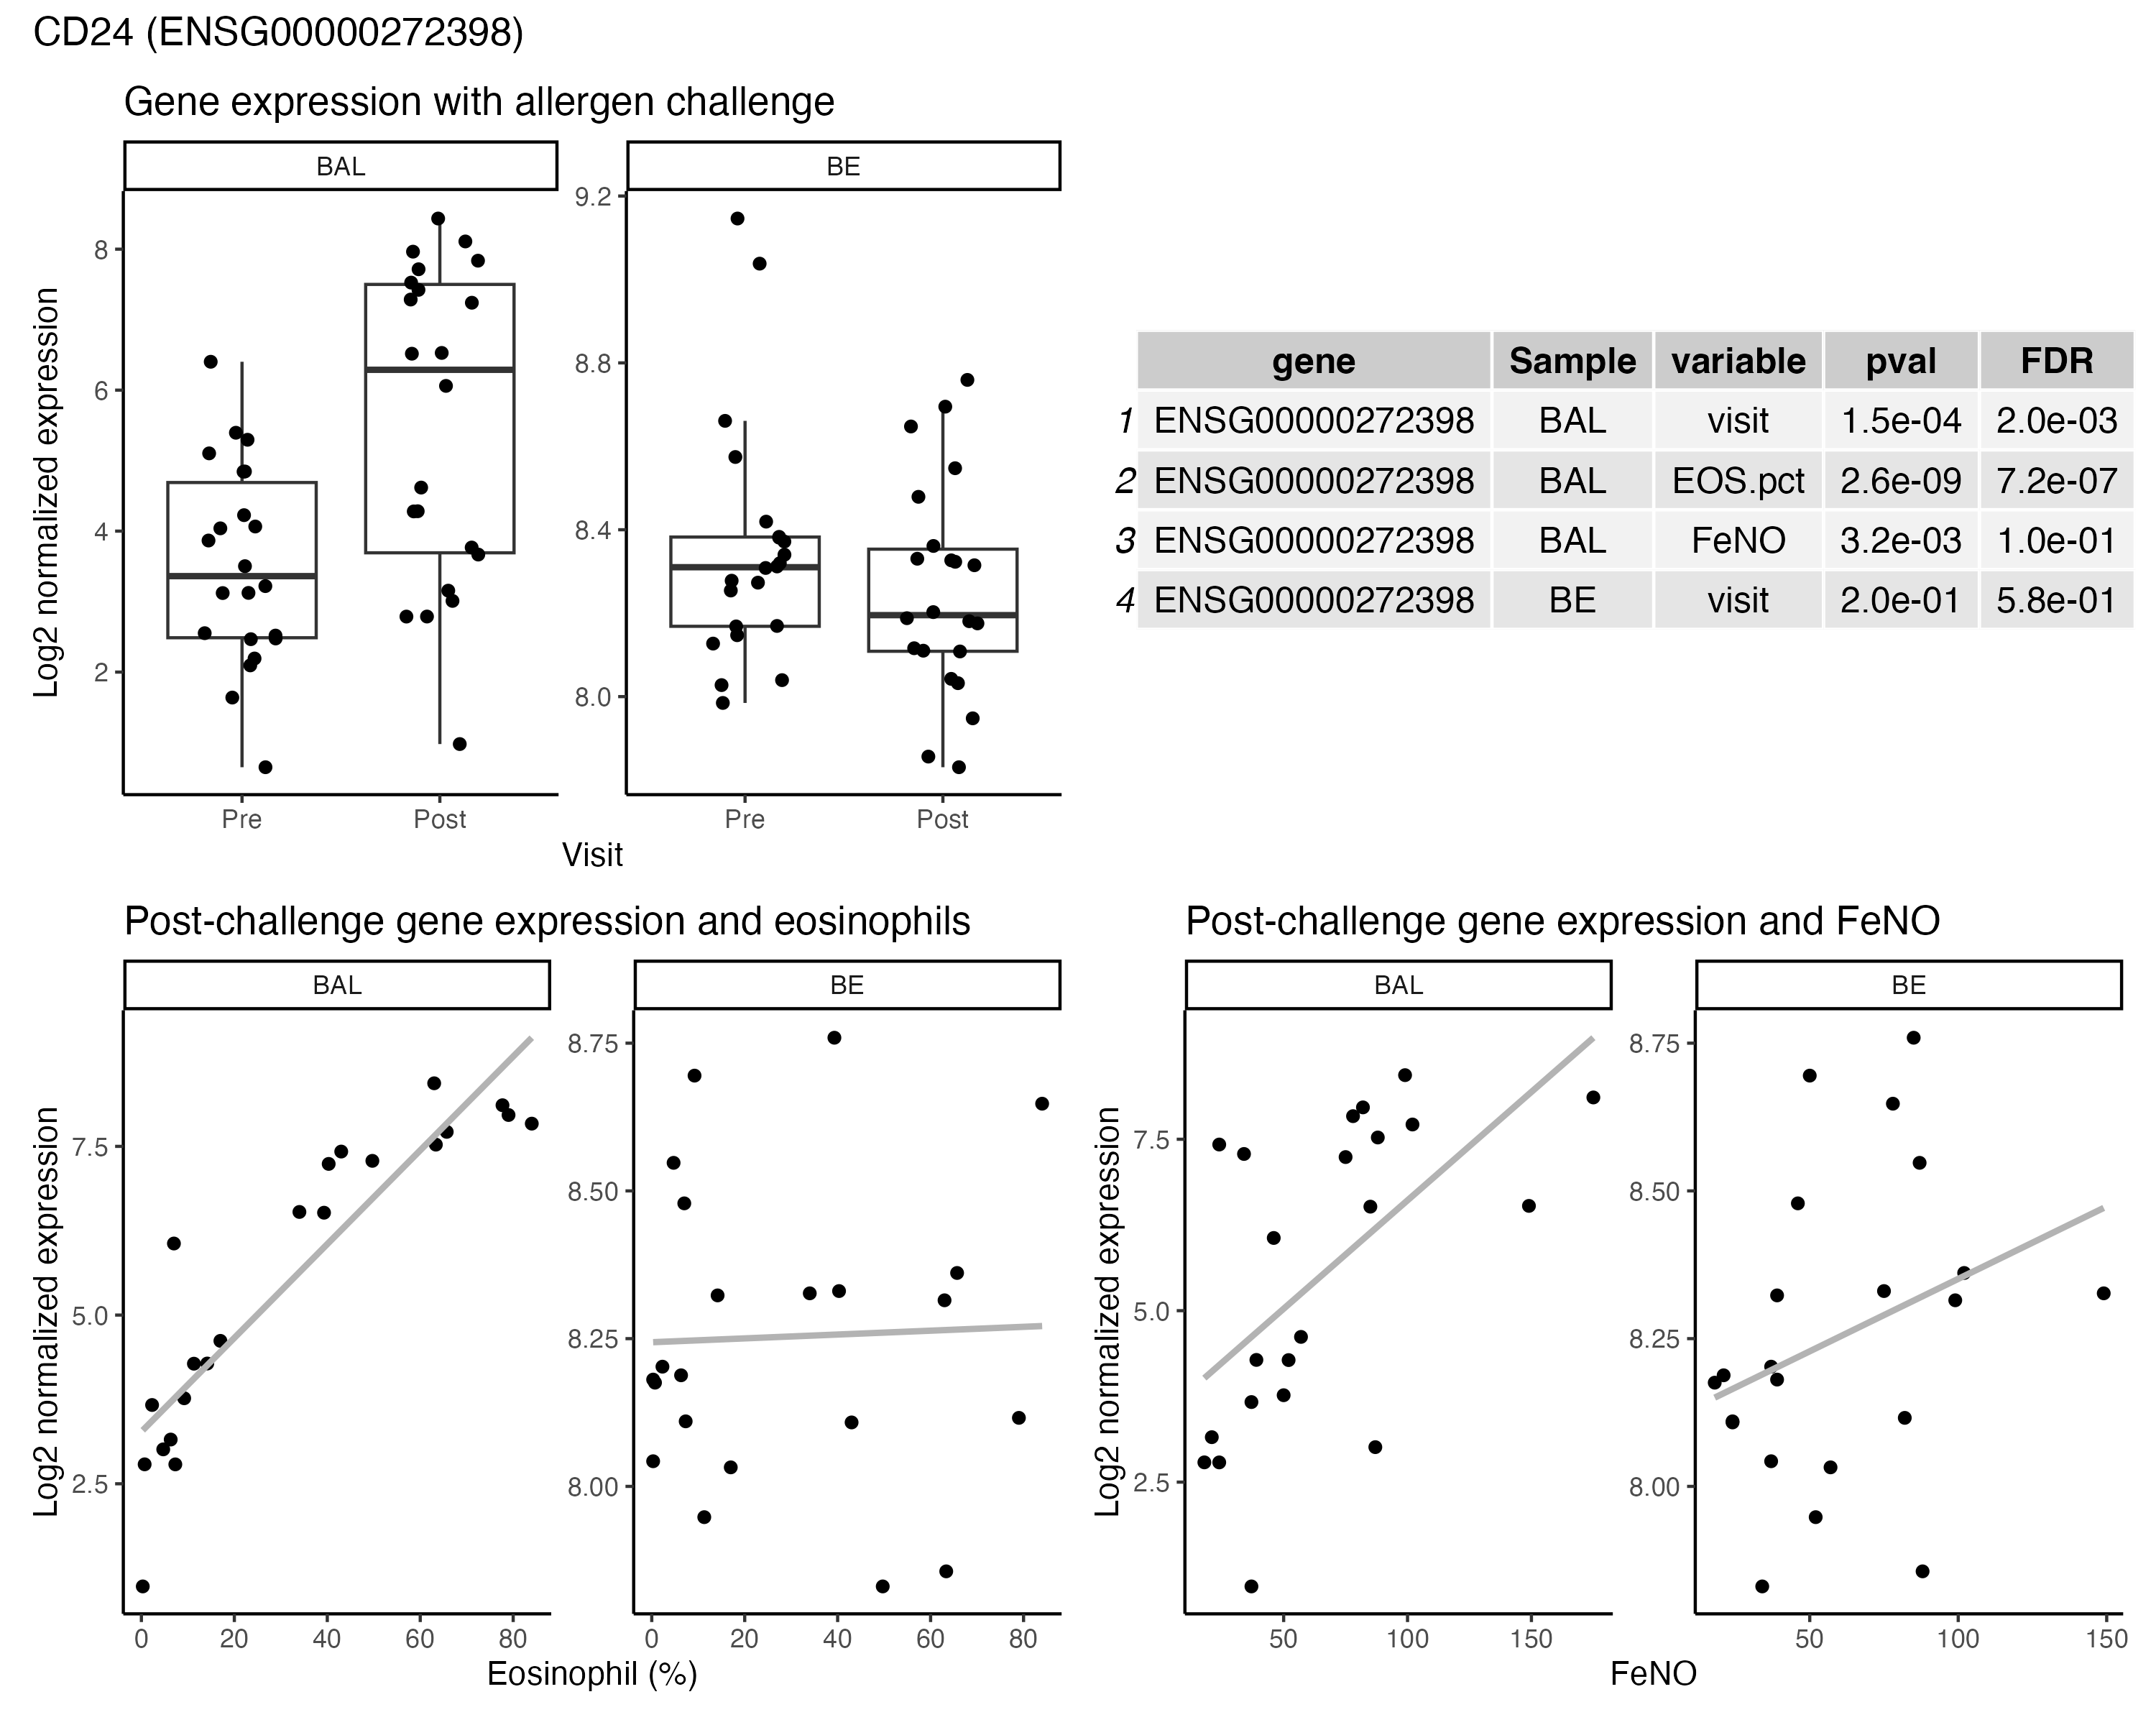 CD24 (ENSG00000272398)
Gene expression with allergen challenge
BAL
BE
Log2 normalized expression
8
6
4
2
9.2
8.8
8.4
8.0
Pre
Post
Pre
Post
Visit
gene Sample variable pval FDR
1 ENSG00000272398 BAL visit 1.5e-04 2.0e-03
2 ENSG00000272398 BAL EOS.pct 2.6e-09 7.2e-07
3 ENSG00000272398 BAL FeNO 3.2e-03 1.0e-01
4 ENSG00000272398 BE visit 2.0e-01 5.8e-01
Post-challenge gene expression and eosinophils
BAL
BE
Log2 normalized expression
7.5
5.0
2.5
8.75
8.50
8.25
8.00
0 20 40 60 80
0 20 40 60 80
Eosinophil (%)
Post-challenge gene expression and FeNO
BAL
BE
Log2 normalized expression
7.5
5.0
2.5
8.75
8.50
8.25
8.00
50 100 150
50 100 150
FeNO